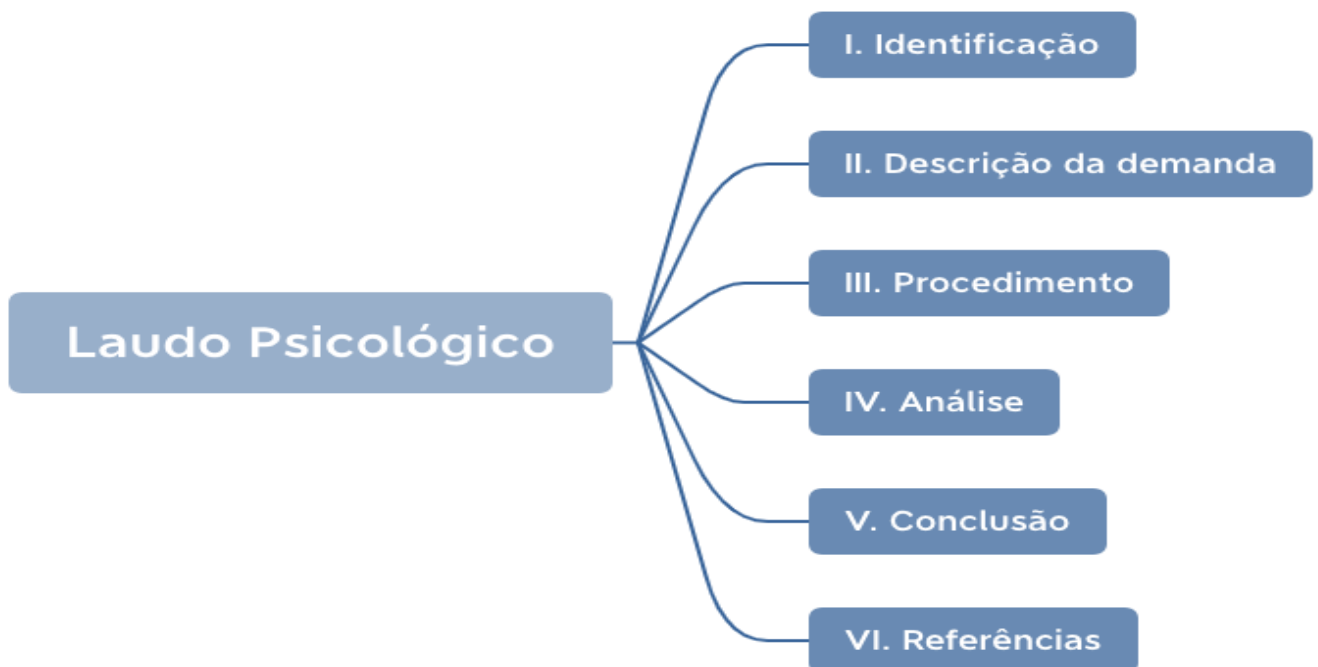 Laudo Psicológico
I. Identificação
II. Descrição da demanda
III. Procedimento
IV. Análise
V. Conclusão
VI. Referências